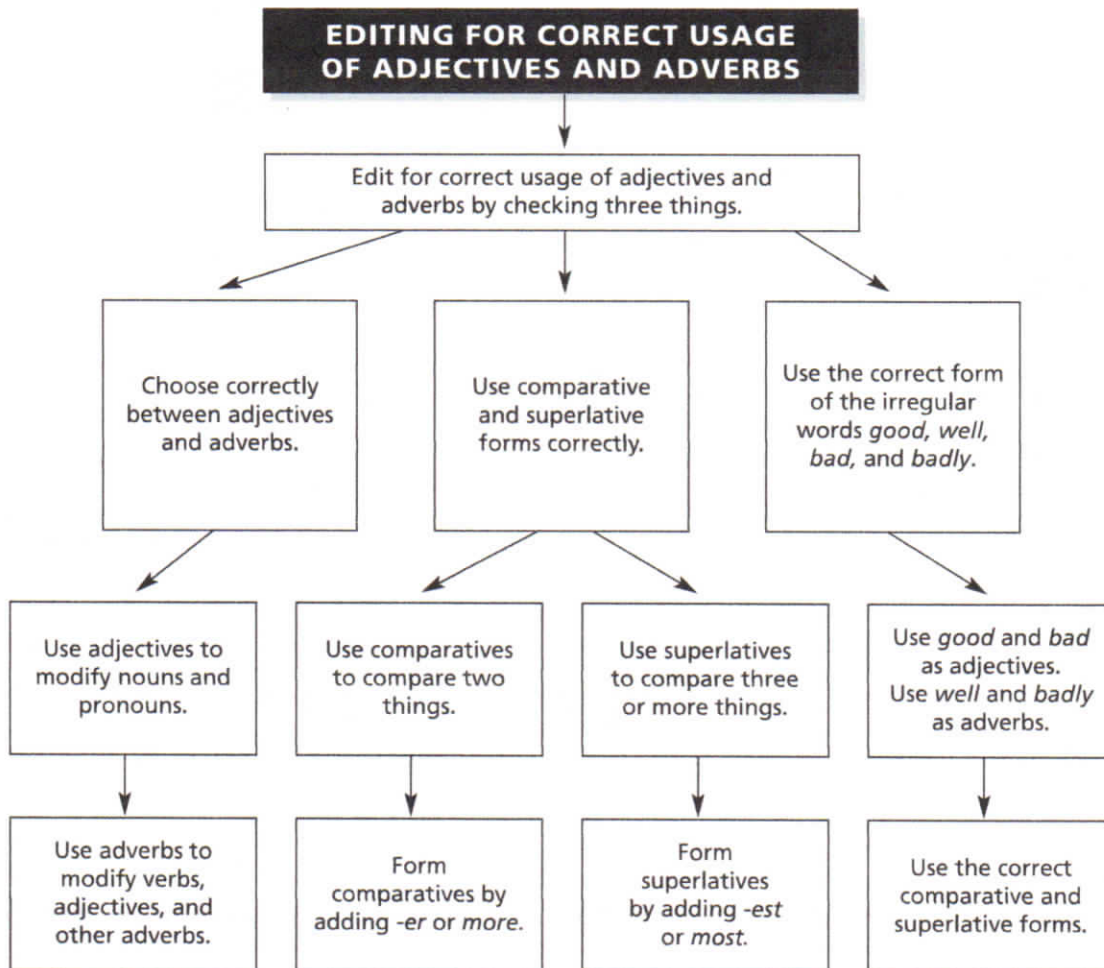 EDITING FOR CORRECT USAGE
OF ADJECTIVES AND ADVERBS
Edit for correct usage of adjectives and
adverbs by checking three things.
Choose correctly
between adjectives
and adverbs.
Use comparative
and superlative
forms correctly.
Use the correct form
of the irregular
words good, well,
bad, and badly.
Use adjectives to
modify nouns and
pronouns.
Use comparatives
to compare two
things.
Use superlatives
to compare three
or more things.
Use good and bad
as adjectives.
Use well and badly
as adverbs.
Use adverbs to
modify verbs,
adjectives, and
other adverbs.
Form
comparatives by
adding -er or more.
Form
superlatives
by adding -est
or most.
Use the correct
comparative and
superlative forms.